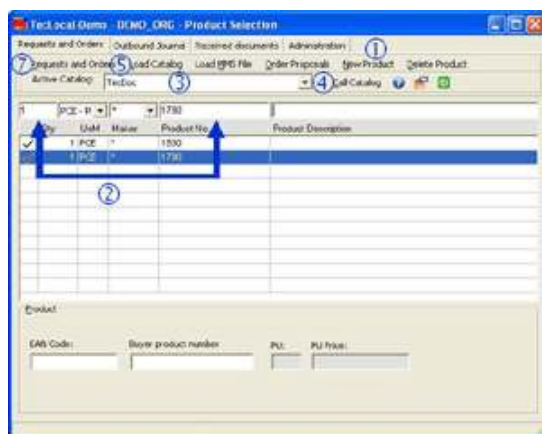 TecLocal Demo - DEMO_ORG - Product Selection
Requests and Orders Outbound Journal Received documents Administration ①
⑦ Requests and Orders ⑤ Load Catalog Load MMS File Order Proposals New Product Delete Product
Active Catalog: TecDoc ③ ④ Call Catalog
1 PCE - P * 1790
Qty UoM Maker Product No. Product Description
1 PCE * 1500
1 PCE * 1790
②
Product
EAN Code: Buyer product number PU: PU Price: